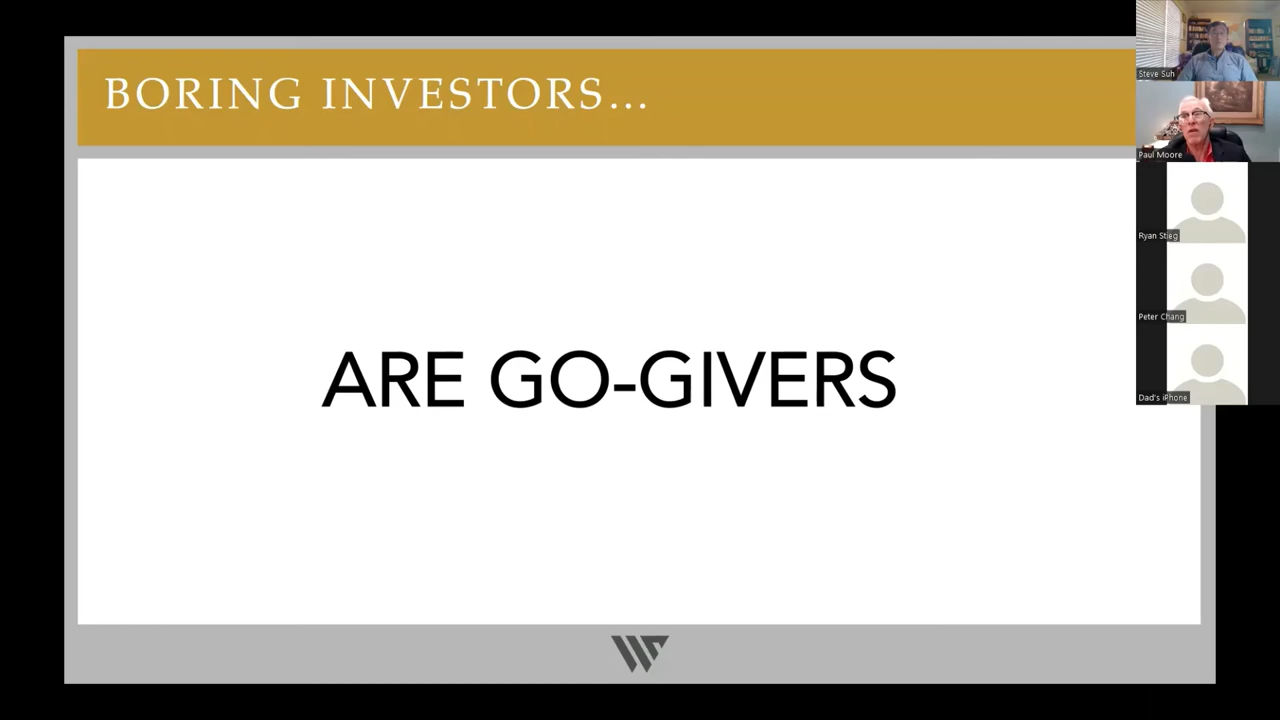 BORING INVESTORS...
ARE GO-GIVERS
Steve Suh
Paul Moore
Ryan Stieg
Peter Chang
Dad's iPhone